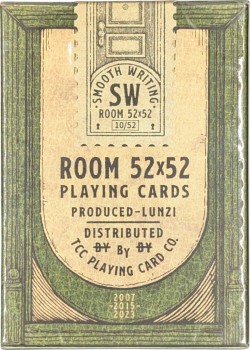 SMOOTH WRITING
SW
ROOM 52x52
10/52
ROOM 52x52
PLAYING CARDS
PRODUCED-LUNZI
DISTRIBUTED
BY By BY
TCC PLAYING CARD CO.
2007
-2015-
2023